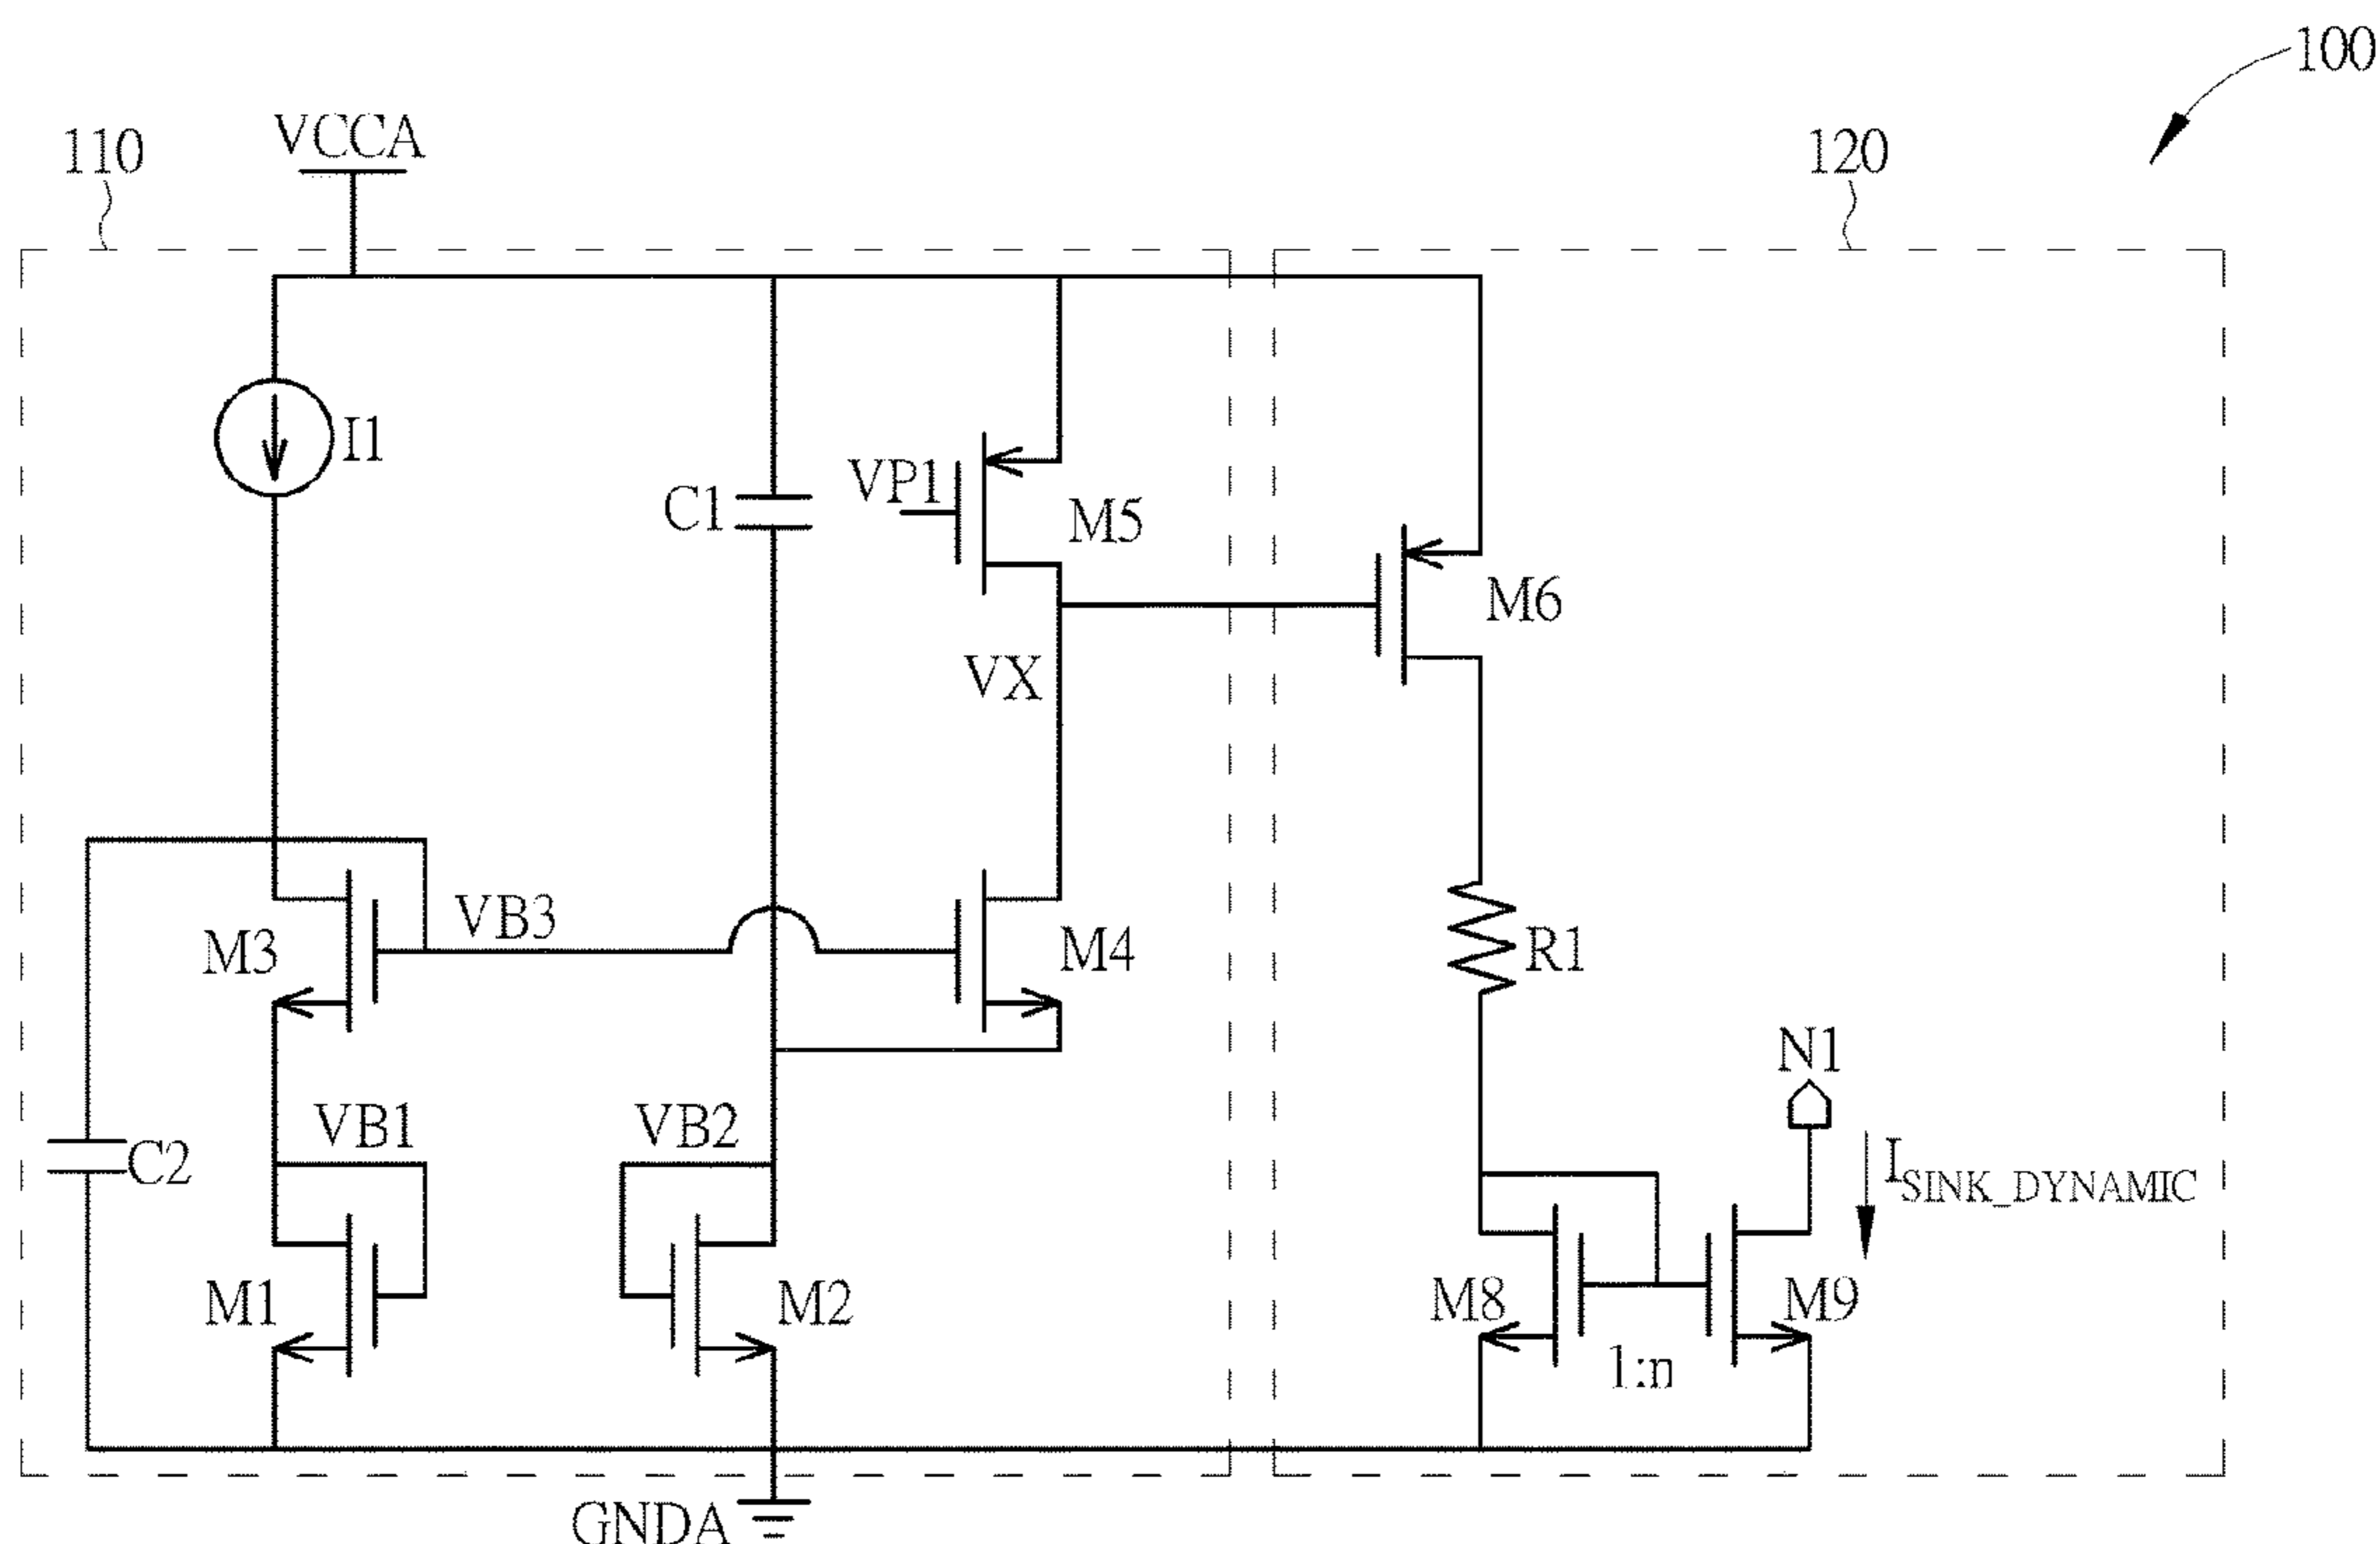 100
110
VCCA
120
I1
C1
VP1
M5
M6
VX
M3
VB3
M4
R1
N1
VB1
VB2
C2
I SINK_DYNAMIC
M1
M2
M8
M9
1:n
GNDA